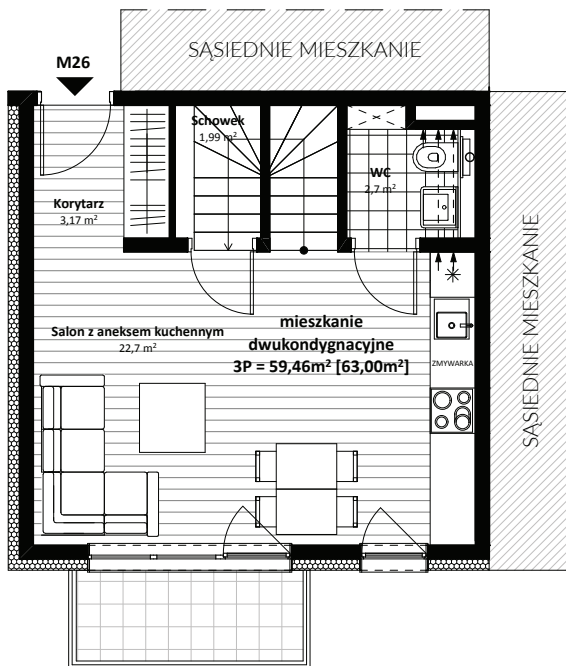 SĄSIEDNIE MIESZKANIE
M26
Schowek
1,99 m²
WC
2,7 m²
Korytarz
3,17 m²
SĄSIEDNIE MIESZKANIE
mieszkanie
dwukondygnacyjne
3P = 59,46m² [63,00m²]
Salon z aneksem kuchennym
22,7 m²
ZMYWARKA